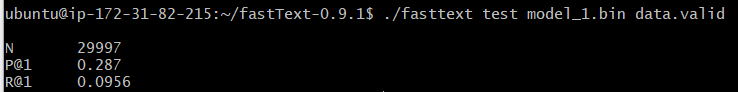 ubuntu@ip-172-31-82-215:~/fastText-0.9.1$ ./fasttext test model_1.bin data.valid
N       29997
P@1     0.287
R@1     0.0956